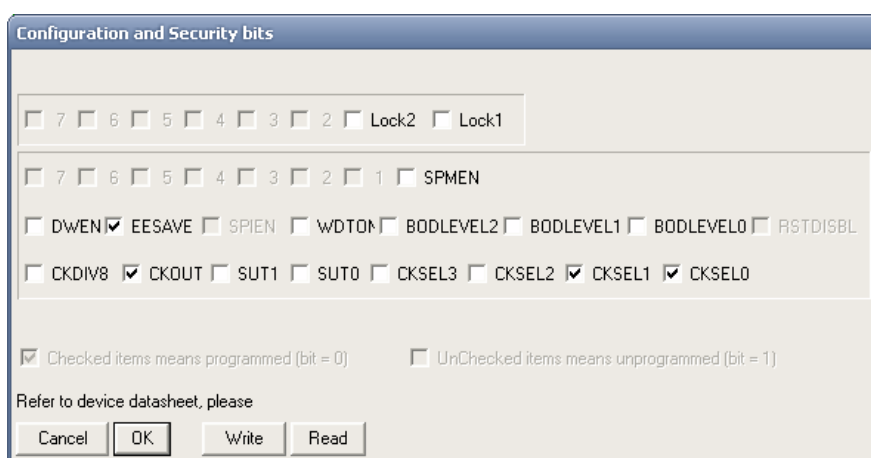 Configuration and Security bits
7 6 5 4 3 2 Lock2 Lock1
7 6 5 4 3 2 1 SPMEN
DWEN EESAVE SPIEN WDTON BODLEVEL2 BODLEVEL1 BODLEVEL0 RSTDISBL
CKDIV8 CKOUT SUT1 SUT0 CKSEL3 CKSEL2 CKSEL1 CKSEL0
Checked items means programmed (bit = 0) UnChecked items means unprogrammed (bit = 1)
Refer to device datasheet, please
Cancel OK Write Read